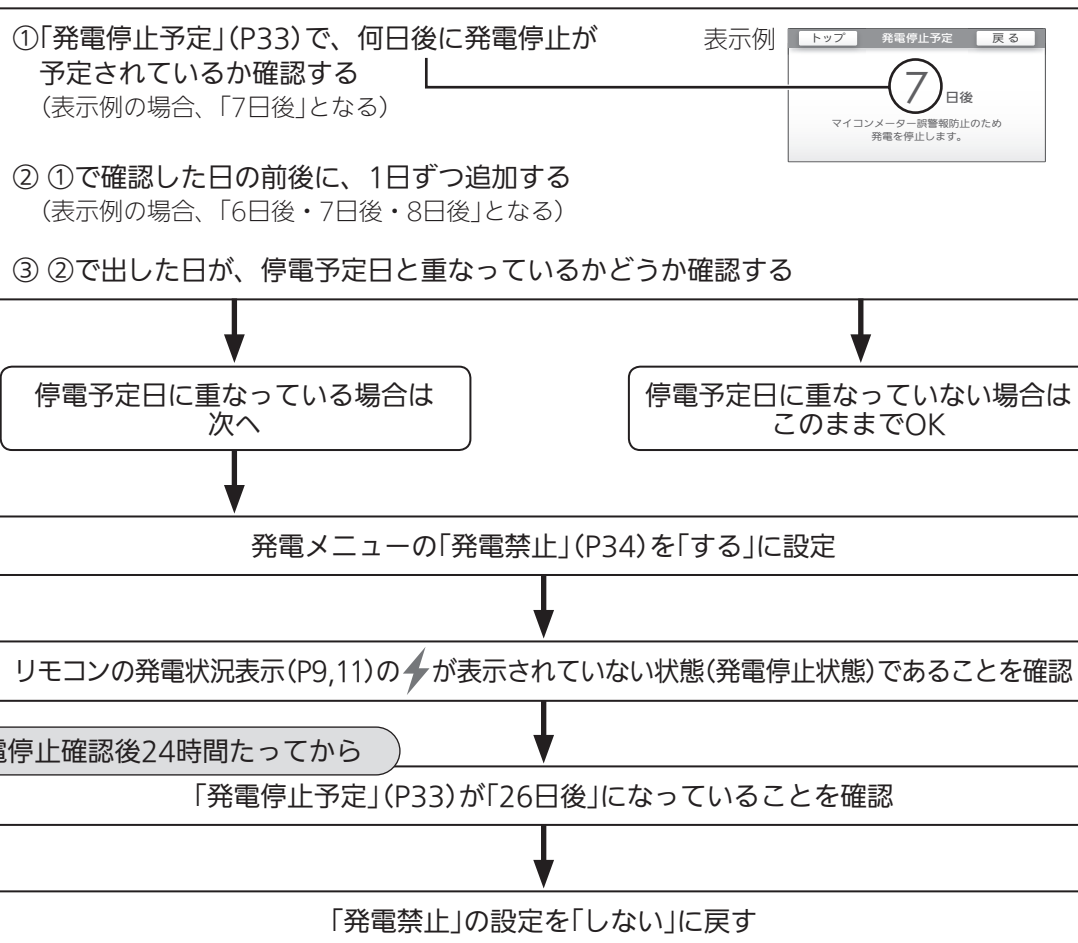 ①「発電停止予定」(P33)で、何日後に発電停止が
予定されているか確認する
(表示例の場合、「7日後」となる)
表示例
トップ 発電停止予定 戻る
7日後
マイコンメーター誤警報防止のため
発電を停止します。
② ①で確認した日の前後に、1日ずつ追加する
(表示例の場合、「6日後・7日後・8日後」となる)
③ ②で出した日が、停電予定日と重なっているかどうか確認する
停電予定日に重なっている場合は
次へ
停電予定日に重なっていない場合は
このままでOK
発電メニューの「発電禁止」(P34)を「する」に設定
リモコンの発電状況表示(P9,11)の が表示されていない状態(発電停止状態)であることを確認
電停止確認後24時間たってから
「発電停止予定」(P33)が「26日後」になっていることを確認
「発電禁止」の設定を「しない」に戻す